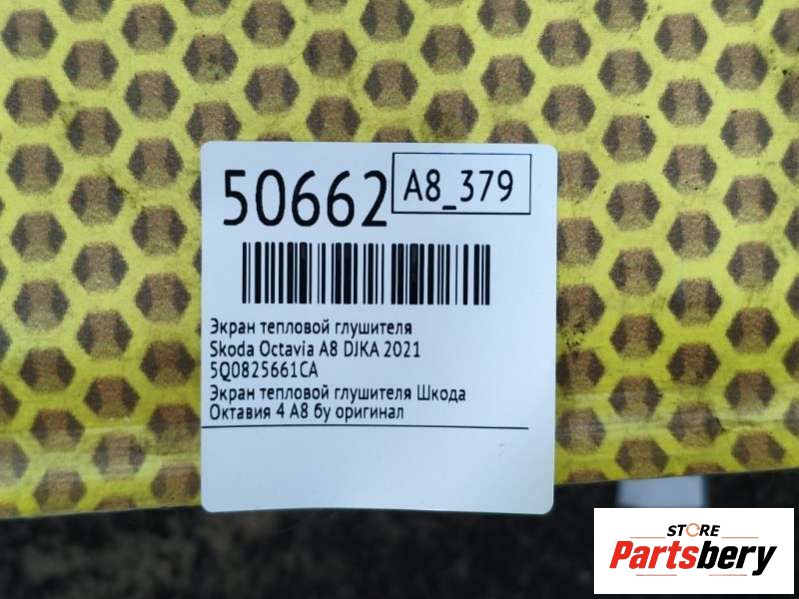 50662
A8_379
Экран тепловой глушителя
Skoda Octavia A8 DJKA 2021
5Q0825661CA
Экран тепловой глушителя Шкода
Октавия 4 А8 бу оригинал
STORE
Partsbery